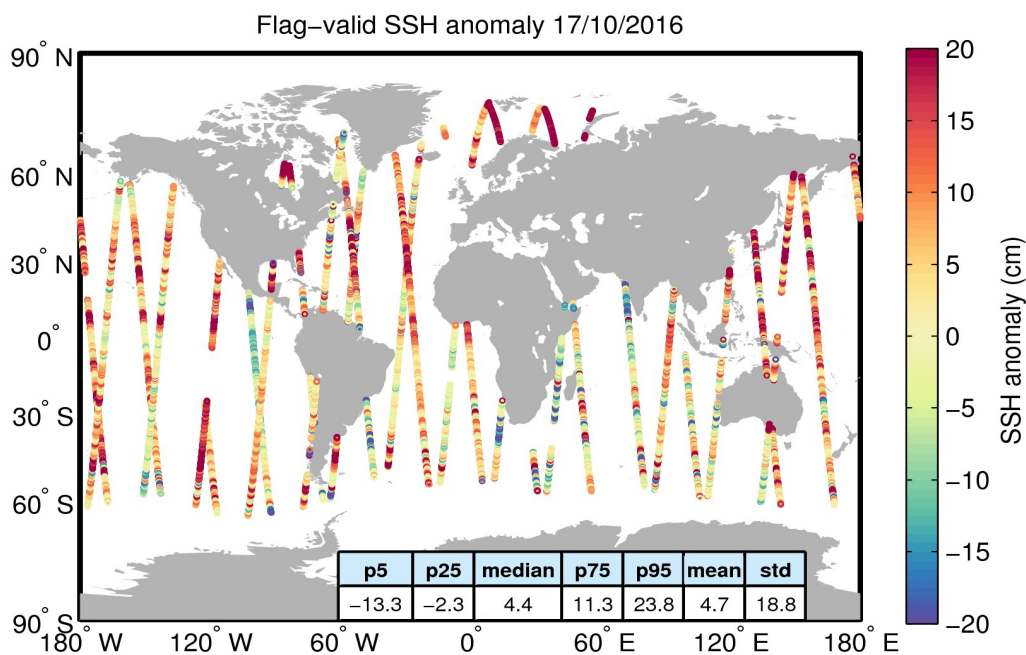 Flag−valid SSH anomaly 17/10/2016
90° N
60° N
30° N
0°
30° S
60° S
90° S
180° W
120° W
60° W
0°
60° E
120° E
180° E
p5 p25 median p75 p95 mean std
−13.3 −2.3 4.4 11.3 23.8 4.7 18.8
20
15
10
5
0
−5
−10
−15
−20
SSH anomaly (cm)